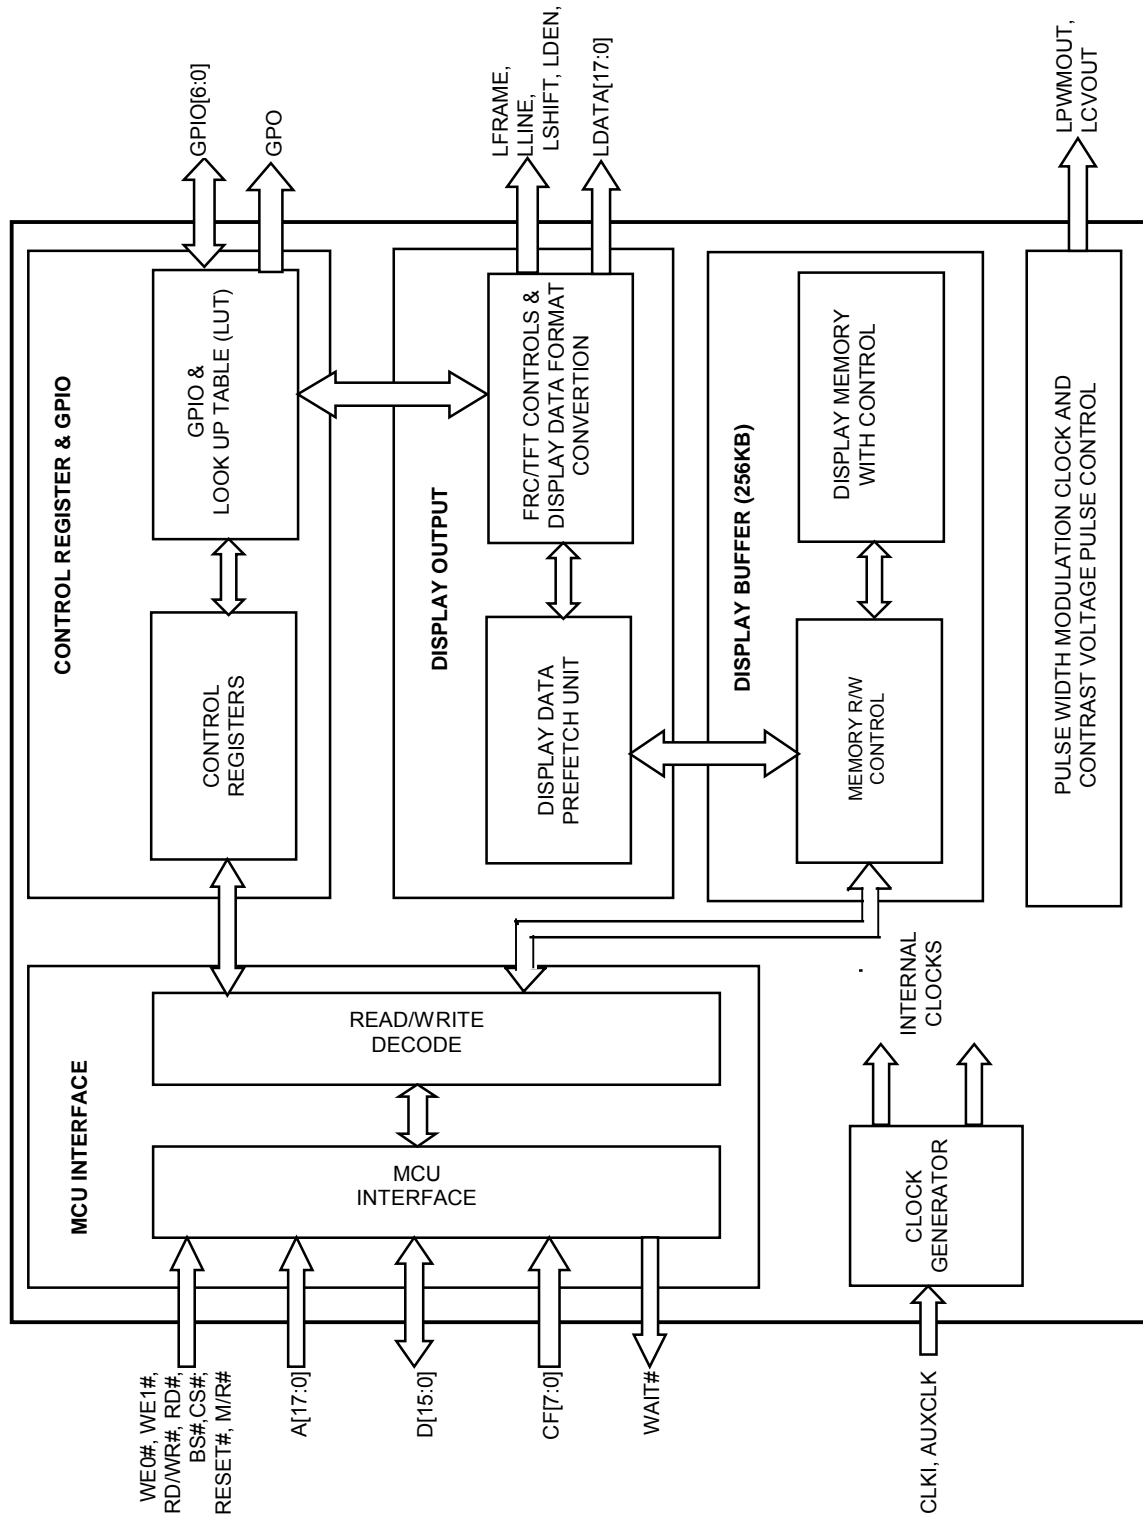 WE0#, WE1#,
RD/WR#, RD#,
BS#,CS#,
RESET#, M/R#
A[17:0]
D[15:0]
CF[7:0]
WAIT#
CLKI, AUXCLK
MCU INTERFACE
MCU
INTERFACE
READ/WRITE
DECODE
CLOCK
GENERATOR
INTERNAL
CLOCKS
CONTROL REGISTER & GPIO
CONTROL
REGISTERS
GPIO &
LOOK UP TABLE (LUT)
GPIO[6:0]
GPO
DISPLAY OUTPUT
DISPLAY DATA
PREFETCH UNIT
FRC/TFT CONTROLS &
DISPLAY DATA FORMAT
CONVERTION
LFRAME,
LLINE,
LSHIFT, LDEN,
LDATA[17:0]
DISPLAY BUFFER (256KB)
MEMORY R/W
CONTROL
DISPLAY MEMORY
WITH CONTROL
PULSE WIDTH MODULATION CLOCK AND
CONTRAST VOLTAGE PULSE CONTROL
LPWMOUT,
LCVOUT